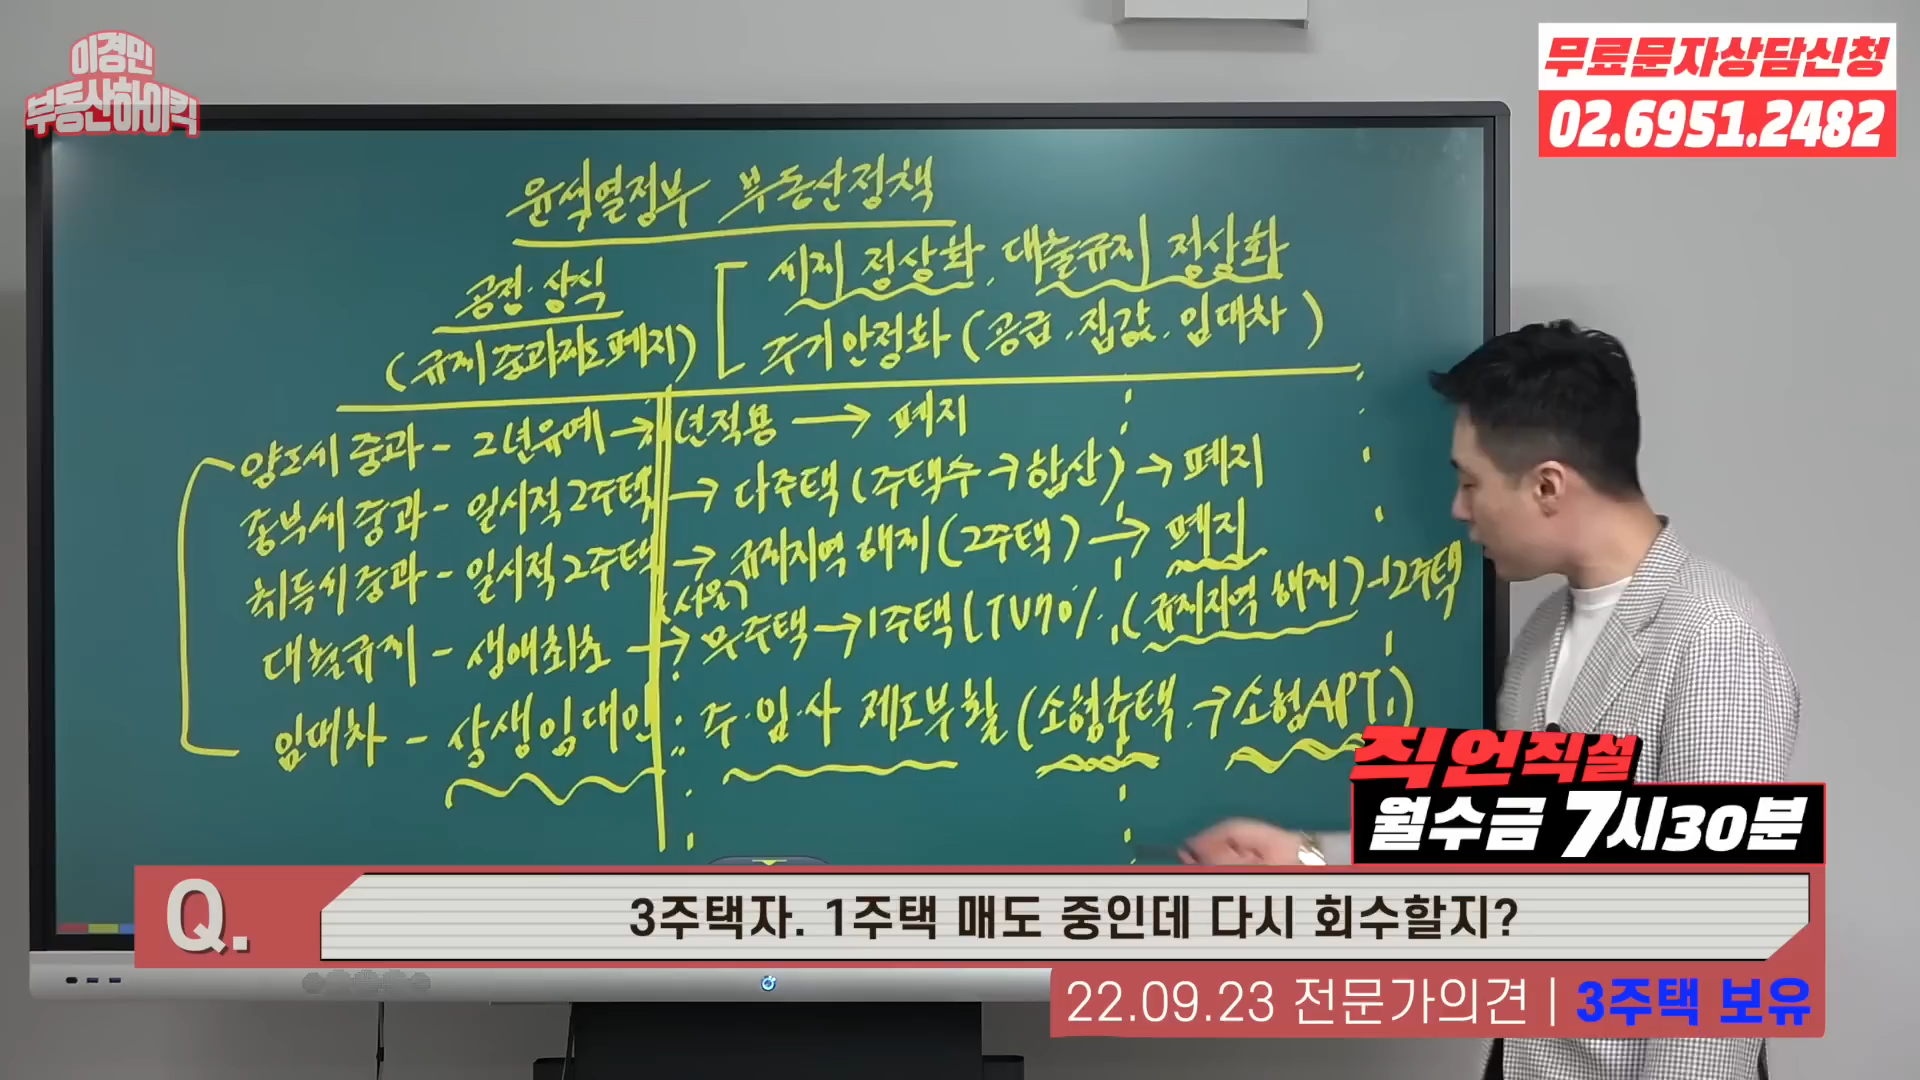 이경민
부동산하이킥
무료문자상담신청
02.6951.2482
윤석열정부 부동산정책
공정·상식
(규제 중과제도 폐지)
세제 정상화, 대출규제 정상화
주거안정화 (공급, 집값, 임대차)
양도세 중과 - 2년유예 → 년적용 → 폐지
종부세 중과 - 일시적 2주택 → 다주택 (주택수 → 합산) → 폐지
취득세 중과 - 일시적 2주택 → 규제지역 해제 (2주택) → 폐지
대출규제 - 생애최초 → 무주택 → 1주택 (LTV70%, (규제지역 해제) → 2주택
임대차 - 상생임대인 : 주·임·사 제도부활 (소형주택 → 소형APT)
직언직설
월수금 7시30분
Q. 3주택자. 1주택 매도 중인데 다시 회수할지?
22.09.23 전문가의견 | 3주택 보유